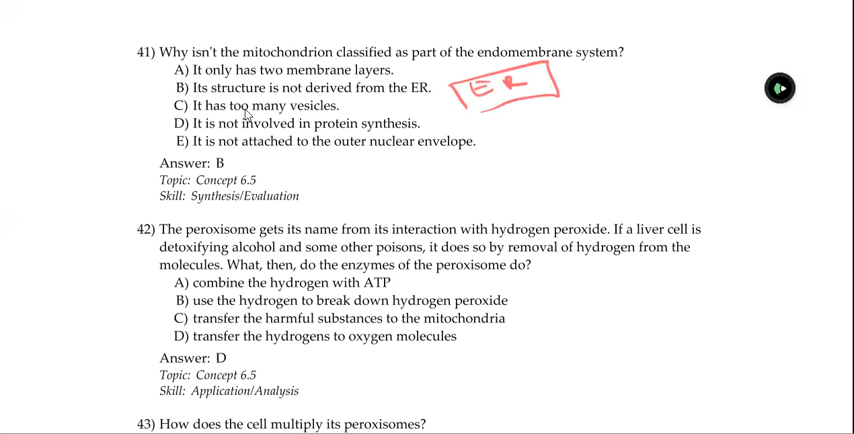 41) Why isn't the mitochondrion classified as part of the endomembrane system?
A) It only has two membrane layers.
B) Its structure is not derived from the ER.
ER
C) It has too many vesicles.
D) It is not involved in protein synthesis.
E) It is not attached to the outer nuclear envelope.
Answer: B
Topic: Concept 6.5
Skill: Synthesis/Evaluation
42) The peroxisome gets its name from its interaction with hydrogen peroxide. If a liver cell is
detoxifying alcohol and some other poisons, it does so by removal of hydrogen from the
molecules. What, then, do the enzymes of the peroxisome do?
A) combine the hydrogen with ATP
B) use the hydrogen to break down hydrogen peroxide
C) transfer the harmful substances to the mitochondria
D) transfer the hydrogens to oxygen molecules
Answer: D
Topic: Concept 6.5
Skill: Application/Analysis
43) How does the cell multiply its peroxisomes?